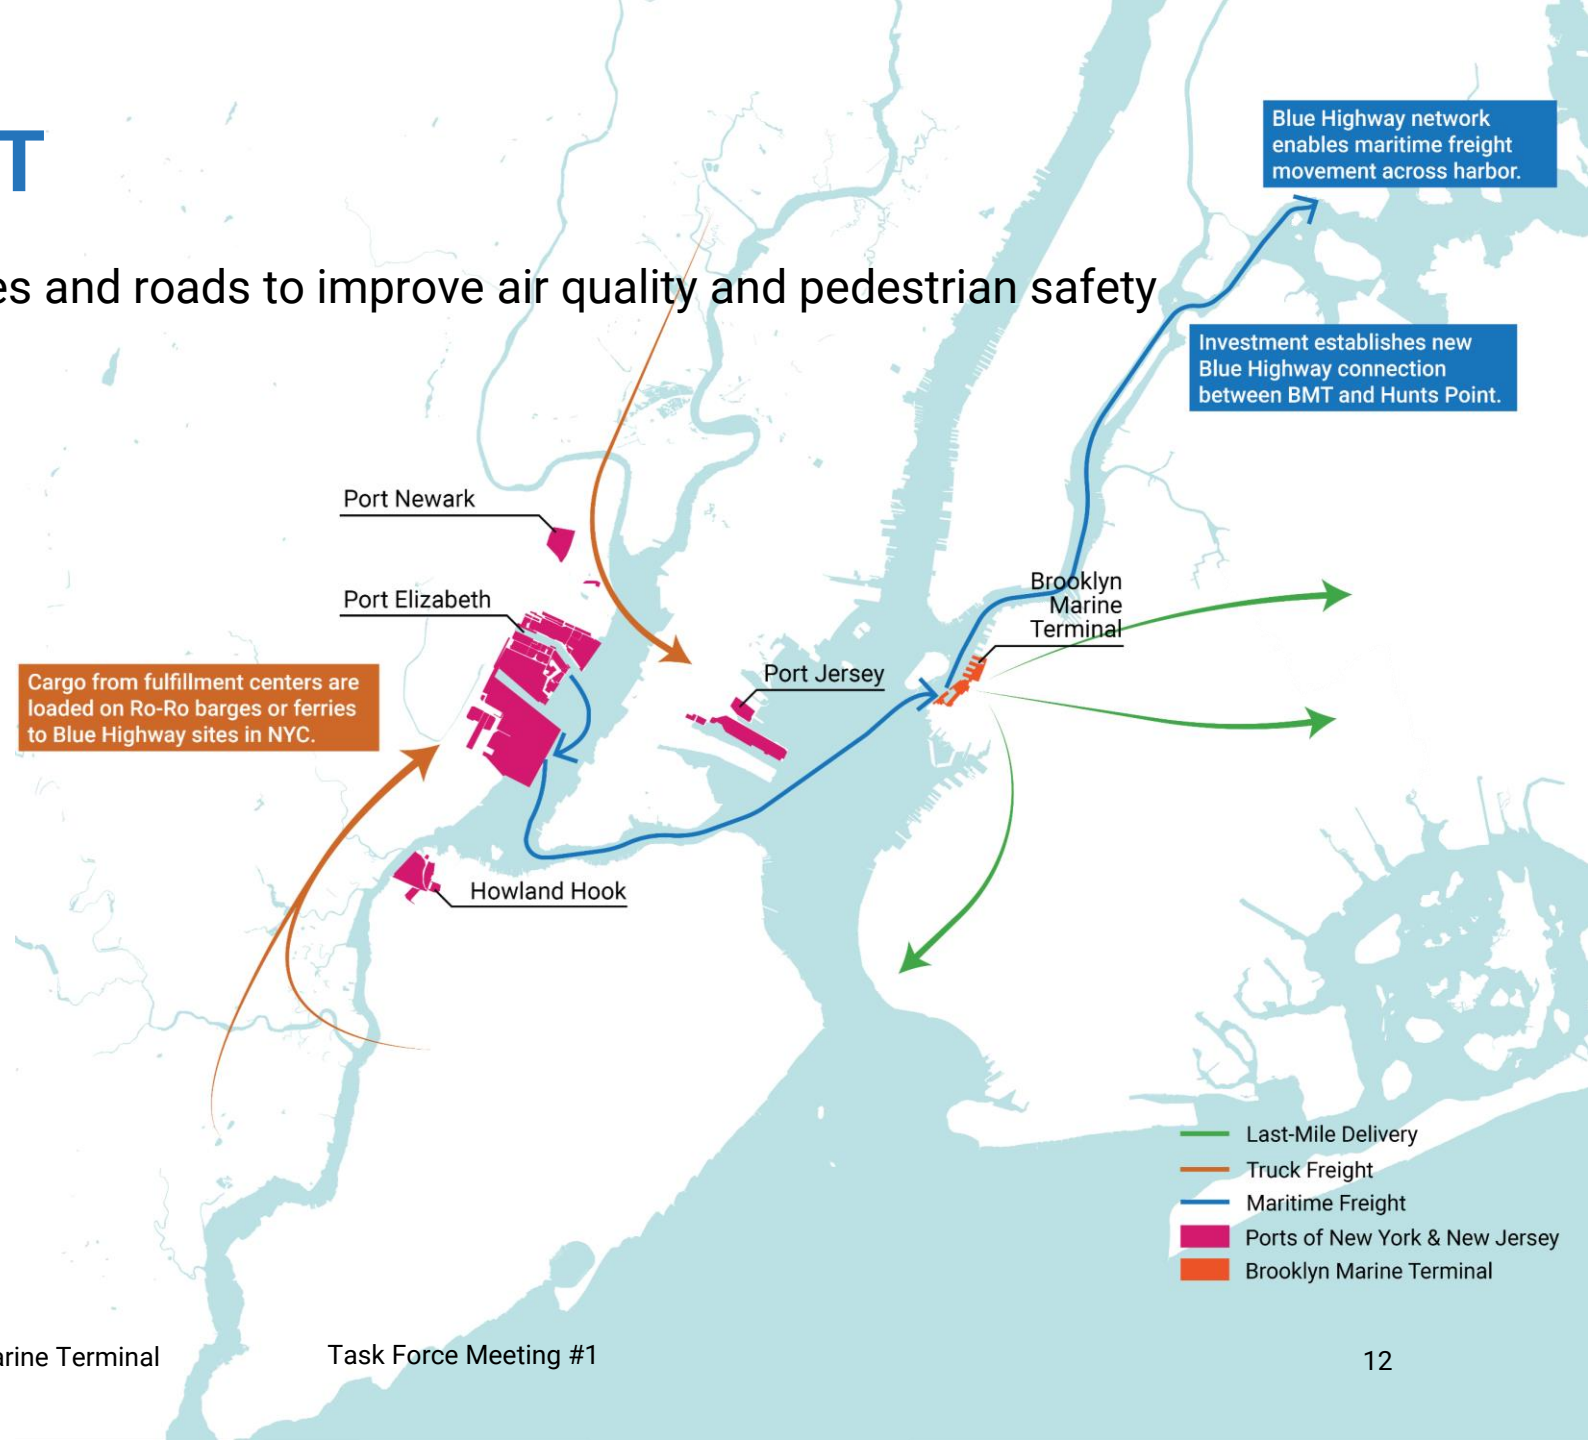 T
es and roads to improve air quality and pedestrian safety
Blue Highway network
enables maritime freight
movement across harbor.
Investment establishes new
Blue Highway connection
between BMT and Hunts Point.
Port Newark
Port Elizabeth
Brooklyn
Marine
Terminal
Port Jersey
Cargo from fulfillment centers are
loaded on Ro-Ro barges or ferries
to Blue Highway sites in NYC.
Howland Hook
Last-Mile Delivery
Truck Freight
Maritime Freight
Ports of New York & New Jersey
Brooklyn Marine Terminal
arine Terminal
Task Force Meeting #1
12